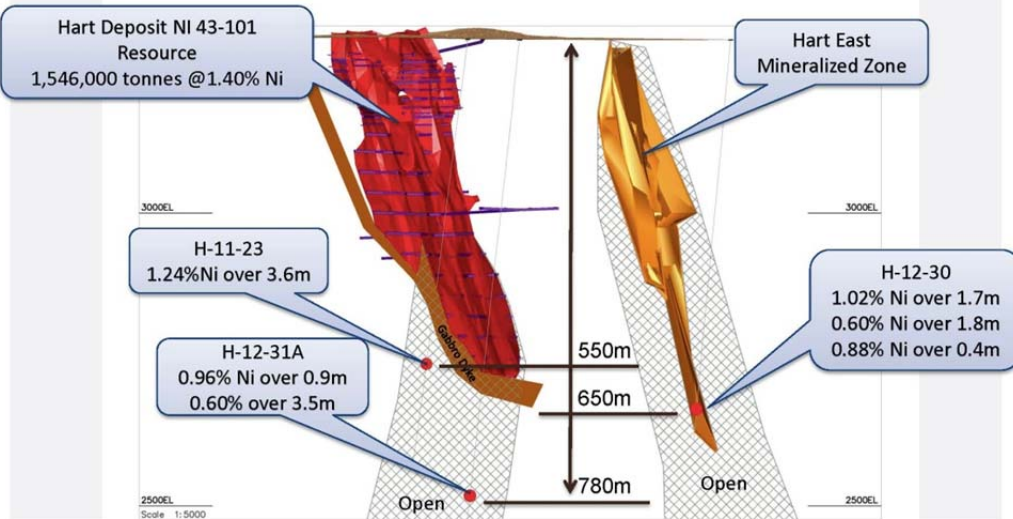 Hart Deposit NI 43-101
Resource
1,546,000 tonnes @1.40% Ni
Hart East
Mineralized Zone
3000EL
3000EL
H-11-23
1.24%Ni over 3.6m
H-12-30
1.02% Ni over 1.7m
0.60% Ni over 1.8m
0.88% Ni over 0.4m
H-12-31A
0.96% Ni over 0.9m
0.60% over 3.5m
Gabbro Dyke
550m
650m
780m
Open
Open
2500EL
2500EL
Scale 1:5000